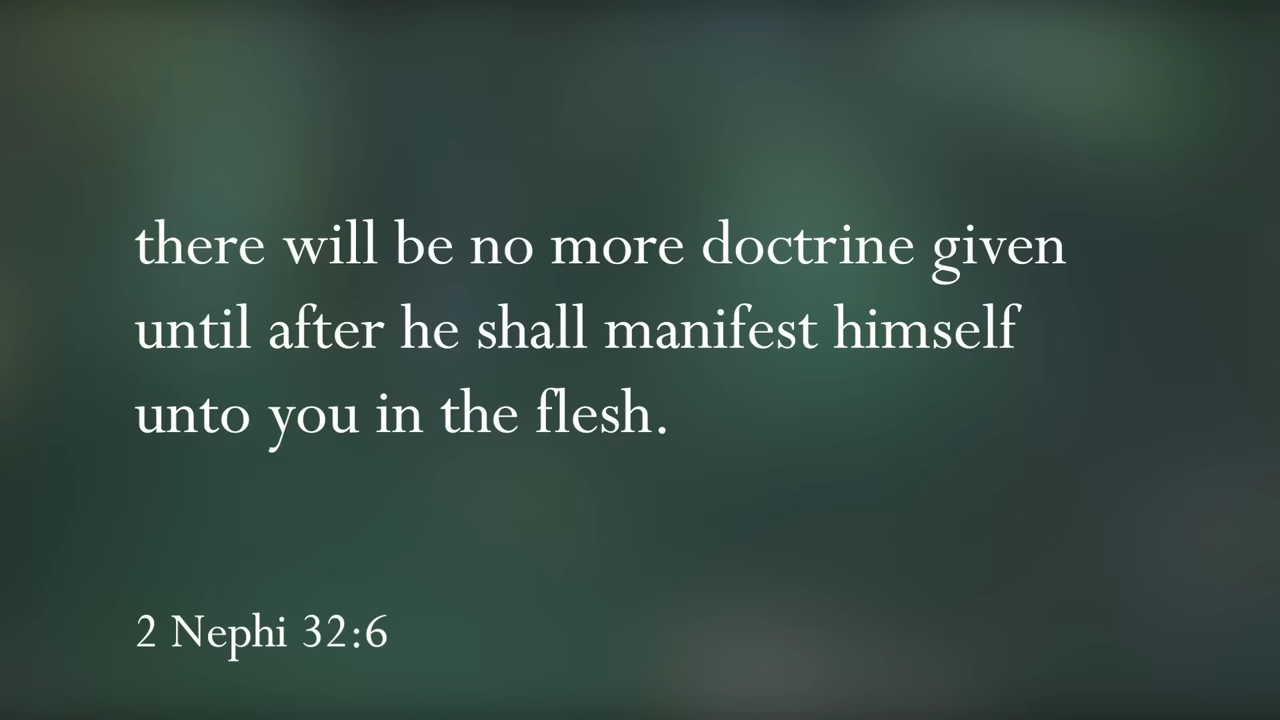 there will be no more doctrine given
until after he shall manifest himself
unto you in the flesh.
2 Nephi 32:6